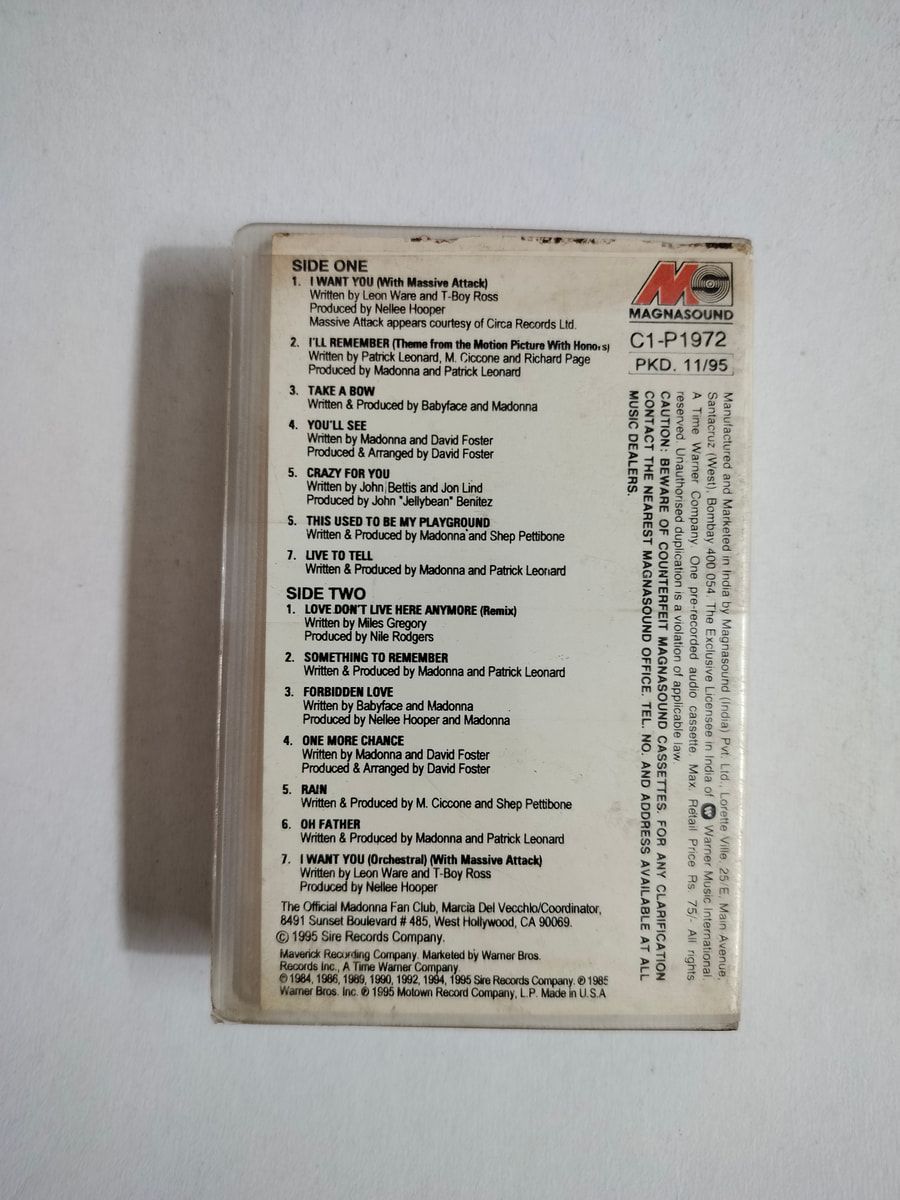 SIDE ONE
1. I WANT YOU (With Massive Attack)
Written by Leon Ware and T-Boy Ross
Produced by Nellee Hooper
Massive Attack appears courtesy of Circa Records Ltd.
2. I'LL REMEMBER (Theme from the Motion Picture With Honors)
Written by Patrick Leonard, M. Ciccone and Richard Page
Produced by Madonna and Patrick Leonard
3. TAKE A BOW
Written & Produced by Babyface and Madonna
4. YOU'LL SEE
Written by Madonna and David Foster
Produced & Arranged by David Foster
5. CRAZY FOR YOU
Written by John Bettis and Jon Lind
Produced by John "Jellybean" Benitez
5. THIS USED TO BE MY PLAYGROUND
Written & Produced by Madonna and Shep Pettibone
7. LIVE TO TELL
Written & Produced by Madonna and Patrick Leonard
SIDE TWO
1. LOVE DON'T LIVE HERE ANYMORE (Remix)
Written by Miles Gregory
Produced by Nile Rodgers
2. SOMETHING TO REMEMBER
Written & Produced by Madonna and Patrick Leonard
3. FORBIDDEN LOVE
Written by Babyface and Madonna
Produced by Nellee Hooper and Madonna
4. ONE MORE CHANCE
Written by Madonna and David Foster
Produced & Arranged by David Foster
5. RAIN
Written & Produced by M. Ciccone and Shep Pettibone
6. OH FATHER
Written & Produced by Madonna and Patrick Leonard
7. I WANT YOU (Orchestral) (With Massive Attack)
Written by Leon Ware and T-Boy Ross
Produced by Nellee Hooper
The Official Madonna Fan Club, Marcia Del Vecchio/Coordinator,
8491 Sunset Boulevard # 485, West Hollywood, CA 90069.
© 1995 Sire Records Company.
Maverick Recording Company. Marketed by Warner Bros.
Records Inc., A Time Warner Company.
℗ 1984, 1986, 1989, 1990, 1992, 1994, 1995 Sire Records Company. ℗ 1985
Warner Bros. Inc. ℗ 1995 Motown Record Company, L.P. Made in U.S.A
MAGNASOUND
C1-P1972
PKD. 11/95
Manufactured and Marketed in India by Magnasound (India) Pvt. Ltd., Lorette Ville, 25/E, Main Avenue,
Santacruz (West), Bombay 400 054. The Exclusive Licensee in India of Warner Music International.
A Time Warner Company. One pre-recorded audio cassette. Max. Retail Price Rs. 75/- All rights
reserved. Unauthorised duplication is a violation of applicable law.
CAUTION: BEWARE OF COUNTERFEIT MAGNASOUND CASSETTES. FOR ANY CLARIFICATION
CONTACT THE NEAREST MAGNASOUND OFFICE. TEL. NO. AND ADDRESS AVAILABLE AT ALL
MUSIC DEALERS.